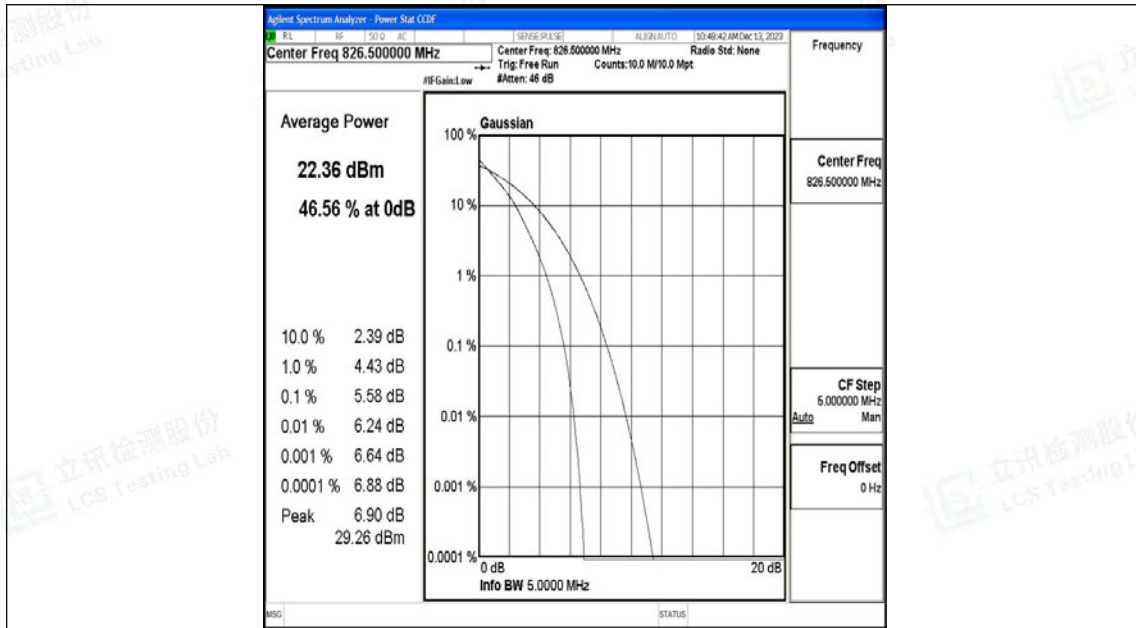 Agilent Spectrum Analyzer - Power Stat CCDF
RL RF 50 Ω AC SENSE:PULSE ALIGNAUTO 10:48:42 AM Dec 13, 2023
Center Freq 826.500000 MHz
Center Freq: 826.500000 MHz Radio Std: None
Trig: Free Run Counts:10.0 M/10.0 Mpt
#IFGain:Low #Atten: 46 dB
Frequency
Average Power
22.36 dBm
46.56 % at 0dB
10.0 % 2.39 dB
1.0 % 4.43 dB
0.1 % 5.58 dB
0.01 % 6.24 dB
0.001 % 6.64 dB
0.0001 % 6.88 dB
Peak 6.90 dB
29.26 dBm
Gaussian
100 %
10 %
1 %
0.1 %
0.01 %
0.001 %
0.0001 %
0 dB 20 dB
Info BW 5.0000 MHz
Center Freq
826.500000 MHz
CF Step
5.000000 MHz
Auto Man
Freq Offset
0 Hz
MSG STATUS
立讯检测股份
LCS Testing Lab
立讯检测股份
LCS Testing L